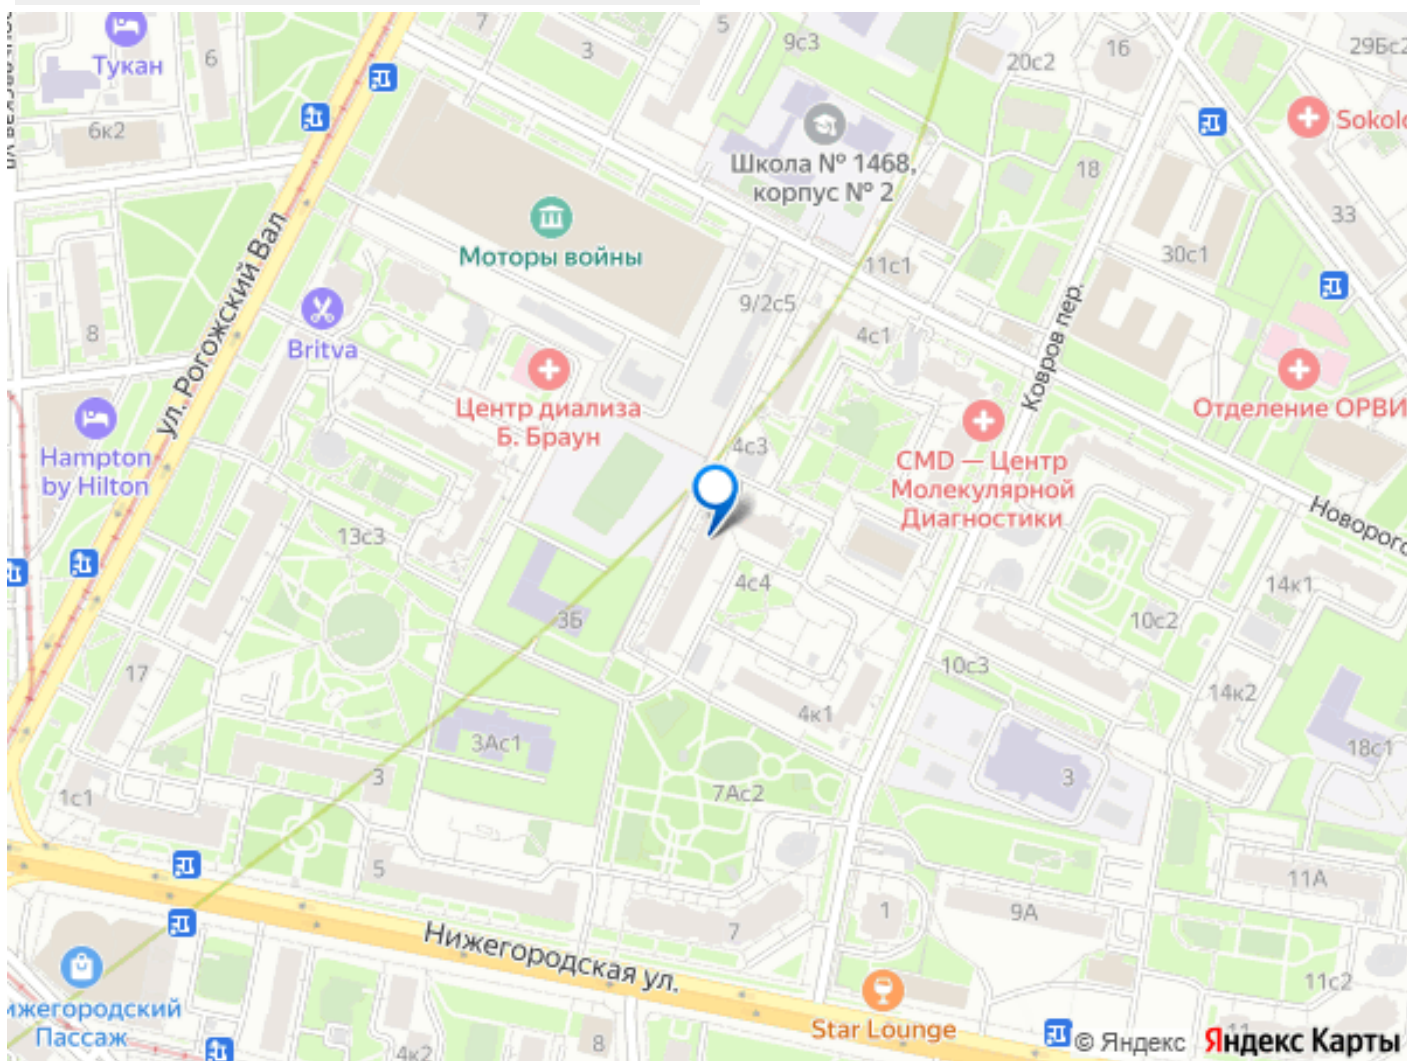 7
5
9с3
16
29Бс2
Тукан
6
3
20с2
6к2
Sokolo
Школа № 1468,
корпус № 2
18
33
Моторы войны
11с1
30с1
9/2с5
ул. Рогожский Вал
8
Britva
4с1
Ковров пер.
Центр диализа
Б. Браун
Отделение ОРВИ
Hampton
by Hilton
4с3
CMD — Центр
Молекулярной
Диагностики
13с3
Новорого
4с4
14к1
3Б
10с2
10с3
17
14к2
4к1
3Ас1
18с1
3
3
7Ас2
1с1
5
11А
1
9А
7
Нижегородская ул.
11с2
ижегородский
Пассаж
Star Lounge
11
4к2
8
© Яндекс Яндекс Карты